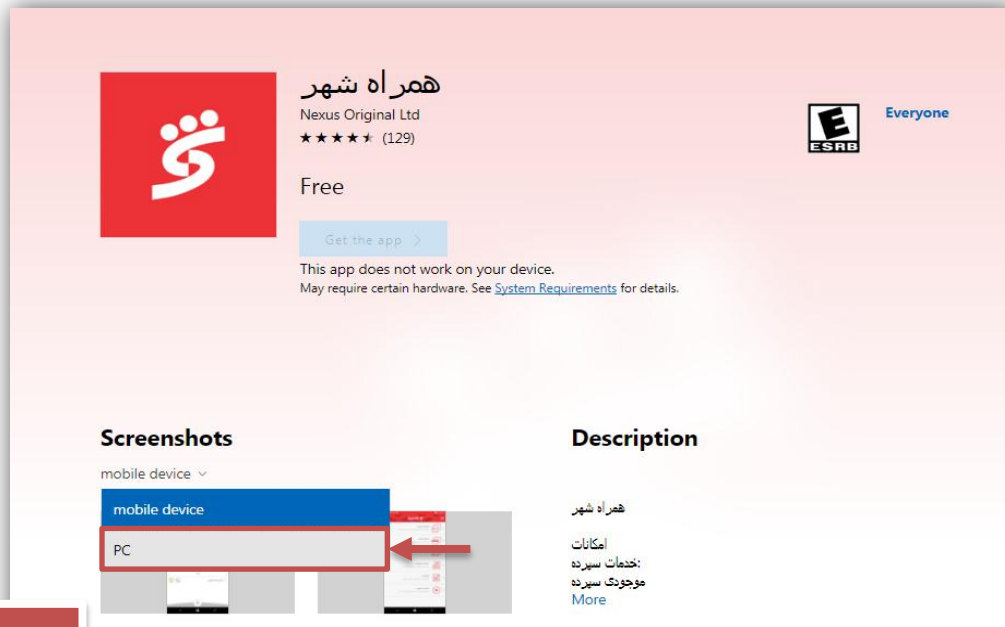 همراه شهر
Nexus Original Ltd
(129)
Free
Get the app
This app does not work on your device.
May require certain hardware. See System Requirements for details.
E
ESRB
Everyone
Screenshots
mobile device
mobile device
PC
Description
همراه شهر
امکانات
خدمات سپرده:
موجودی سپرده
More